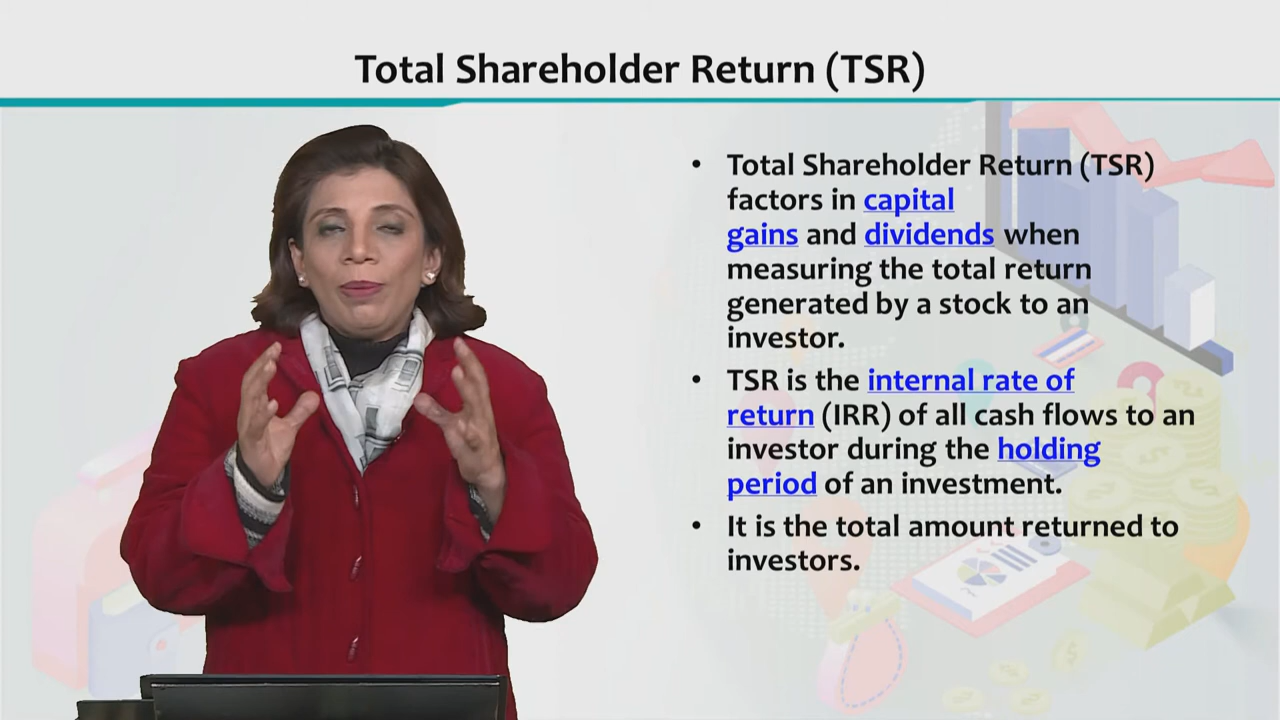 Total Shareholder Return (TSR)
• Total Shareholder Return (TSR)
factors in capital
gains and dividends when
measuring the total return
generated by a stock to an
investor.
• TSR is the internal rate of
return (IRR) of all cash flows to an
investor during the holding
period of an investment.
• It is the total amount returned to
investors.